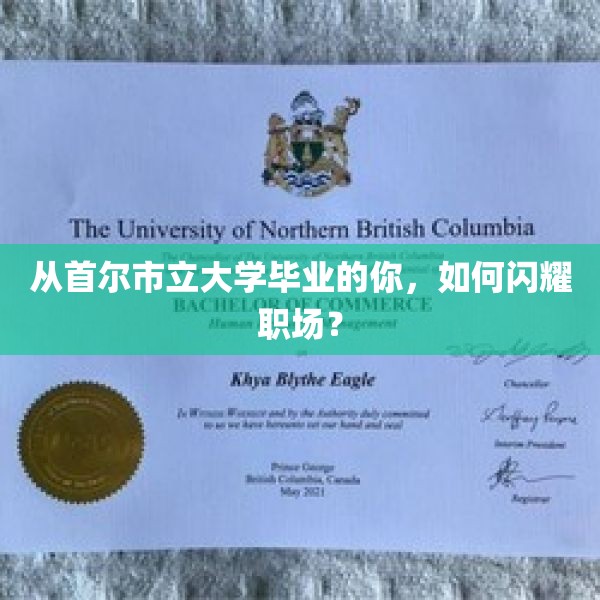 The University of Northern British Columbia
从首尔市立大学毕业的你，如何闪耀
职场？
BACHELOR OF COMMERCE
Human Management
Khya Blythe Eagle
In Witness Whereof and by the Authority duly committed
to us we have hereunto set our hand and seal
Prince George
British Columbia, Canada
May 2021
Chancellor
Interim President
Registrar